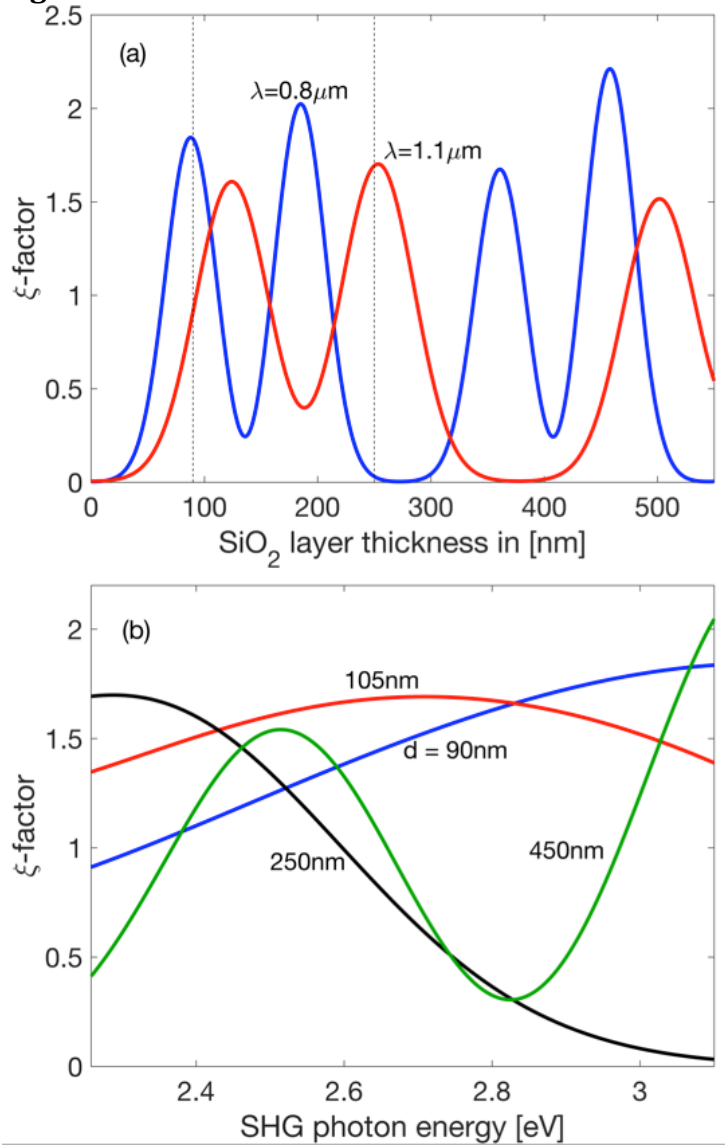 g
2.5
(a)
λ=0.8μm
2
λ=1.1μm
1.5
ξ-factor
1
0.5
0
0 100 200 300 400 500
SiO2 layer thickness in [nm]
(b)
2
105nm
1.5
d = 90nm
ξ-factor
1
250nm
450nm
0.5
0
2.4 2.6 2.8 3
SHG photon energy [eV]